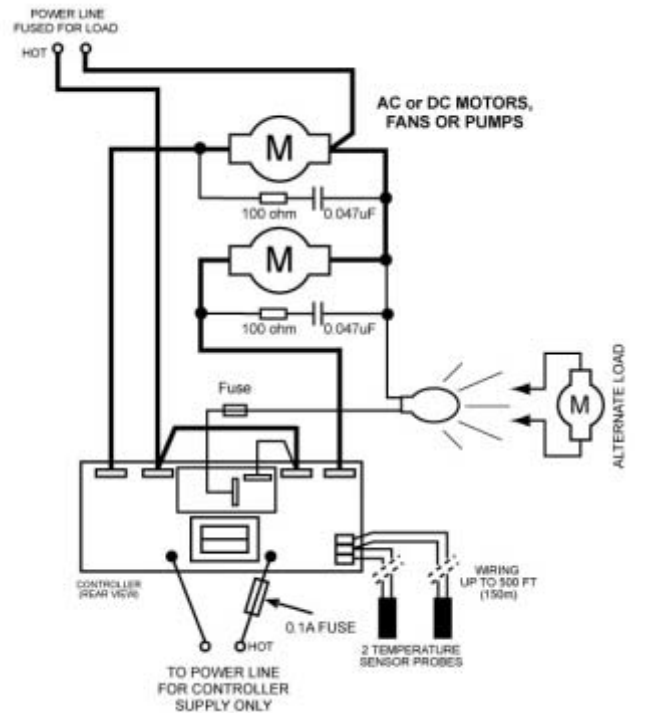 POWER LINE
FUSED FOR LOAD
HOT
AC or DC MOTORS,
FANS OR PUMPS
M
100 ohm
0.047uF
M
100 ohm
0.047uF
Fuse
M
ALTERNATE LOAD
CONTROLLER
(REAR VIEW)
WIRING
UP TO 500 FT
(150m)
0.1A FUSE
HOT
2 TEMPERATURE
SENSOR PROBES
TO POWER LINE
FOR CONTROLLER
SUPPLY ONLY